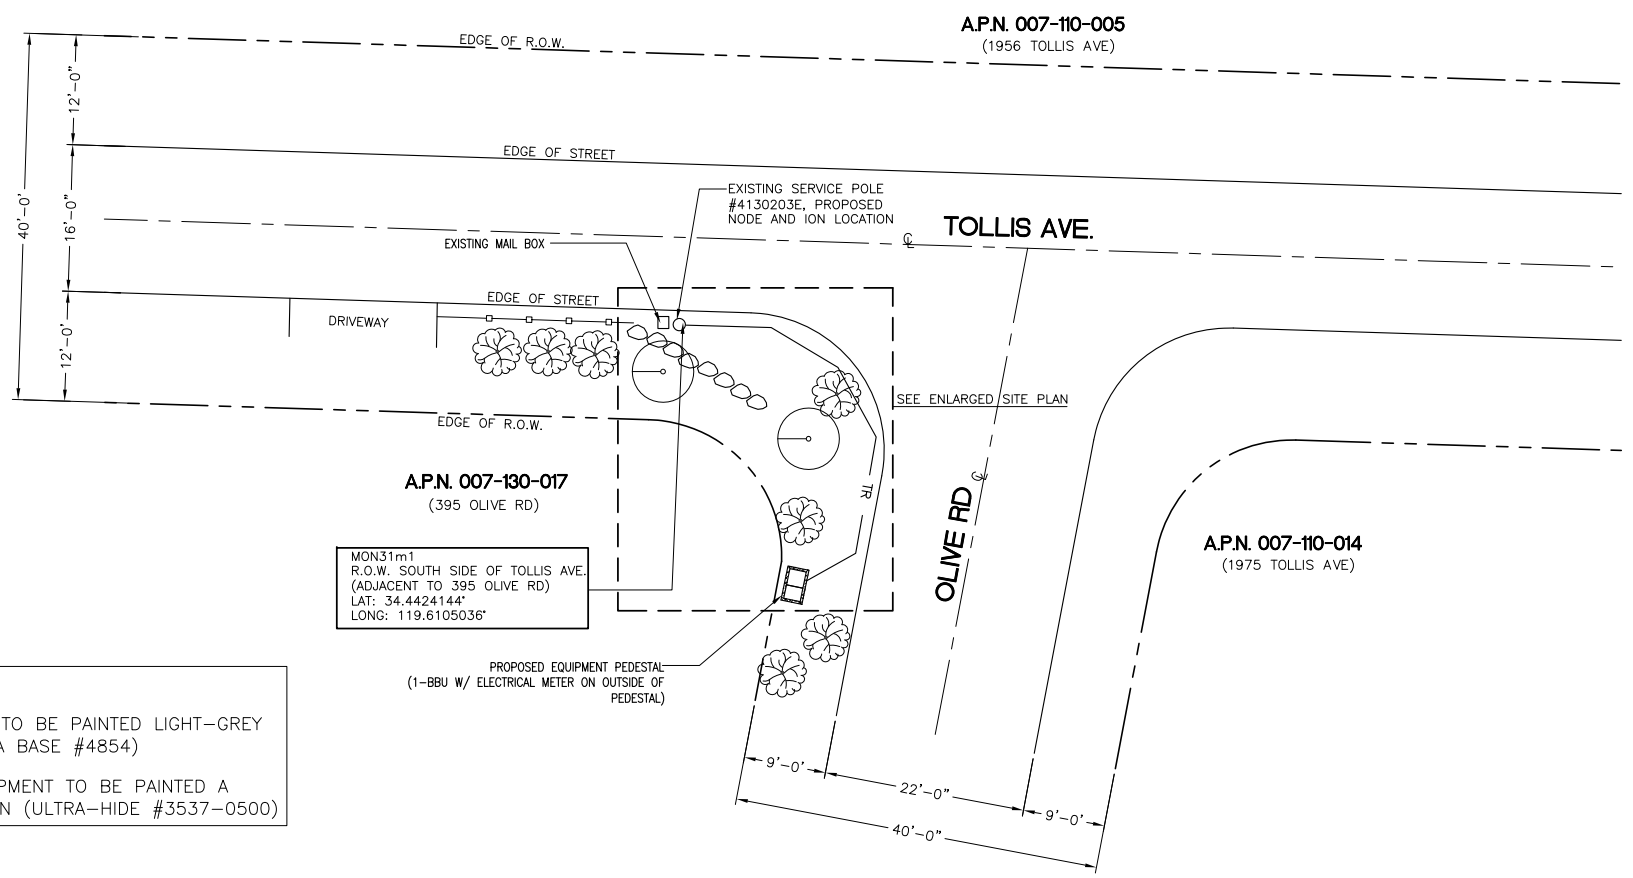 A.P.N. 007-110-005
(1956 TOLLIS AVE)
EDGE OF R.O.W.
12'-0"
EDGE OF STREET
40'-0'
16'-0"
EXISTING SERVICE POLE
#4130203E, PROPOSED
NODE AND ION LOCATION
TOLLIS AVE.
EXISTING MAIL BOX
CL
EDGE OF STREET
DRIVEWAY
12'-0'
SEE ENLARGED SITE PLAN
EDGE OF R.O.W.
A.P.N. 007-130-017
(395 OLIVE RD)
TR
CL
OLIVE RD
A.P.N. 007-110-014
(1975 TOLLIS AVE)
MON31m1
R.O.W. SOUTH SIDE OF TOLLIS AVE.
(ADJACENT TO 395 OLIVE RD)
LAT: 34.4424144°
LONG: 119.6105036°
PROPOSED EQUIPMENT PEDESTAL
(1-BBU W/ ELECTRICAL METER ON OUTSIDE OF
PEDESTAL)
TO BE PAINTED LIGHT-GREY
A BASE #4854)
PMENT TO BE PAINTED A
N (ULTRA-HIDE #3537-0500)
9'-0'
22'-0"
9'-0'
40'-0"